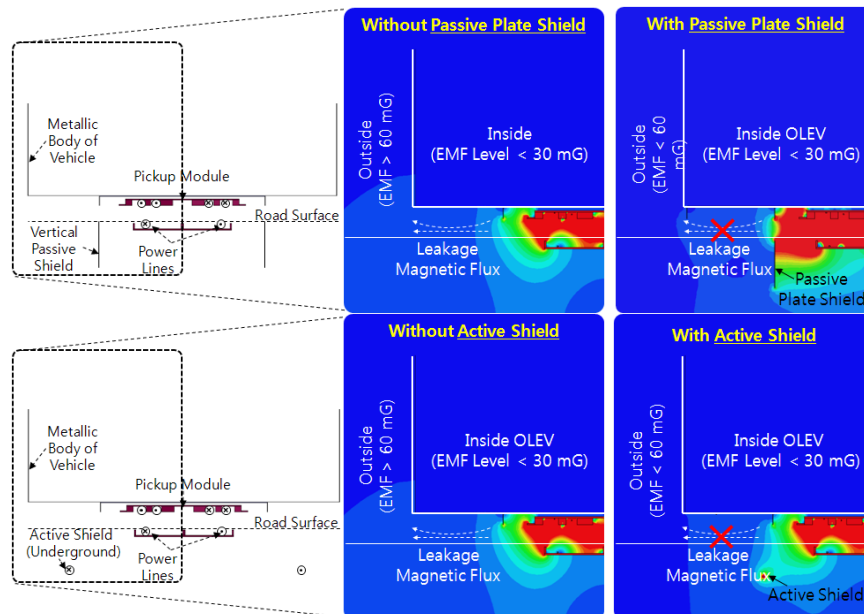 Without Passive Plate Shield
With Passive Plate Shield
Metallic
Body of
Vehicle
Pickup Module
Road Surface
Vertical
Passive
Shield
Power
Lines
Outside
(EMF > 60 mG)
Inside
(EMF Level < 30 mG)
Leakage
Magnetic Flux
Outside
(EMF < 60
mG)
Inside OLEV
(EMF Level < 30 mG)
Leakage
Magnetic Flux
Passive
Plate Shield
Without Active Shield
With Active Shield
Metallic
Body of
Vehicle
Pickup Module
Road Surface
Active Shield
(Underground)
Power
Lines
Outside
(EMF > 60 mG)
Inside OLEV
(EMF Level < 30 mG)
Leakage
Magnetic Flux
Outside
(EMF < 60 mG)
Inside OLEV
(EMF Level < 30 mG)
Leakage
Magnetic Flux
Active Shield